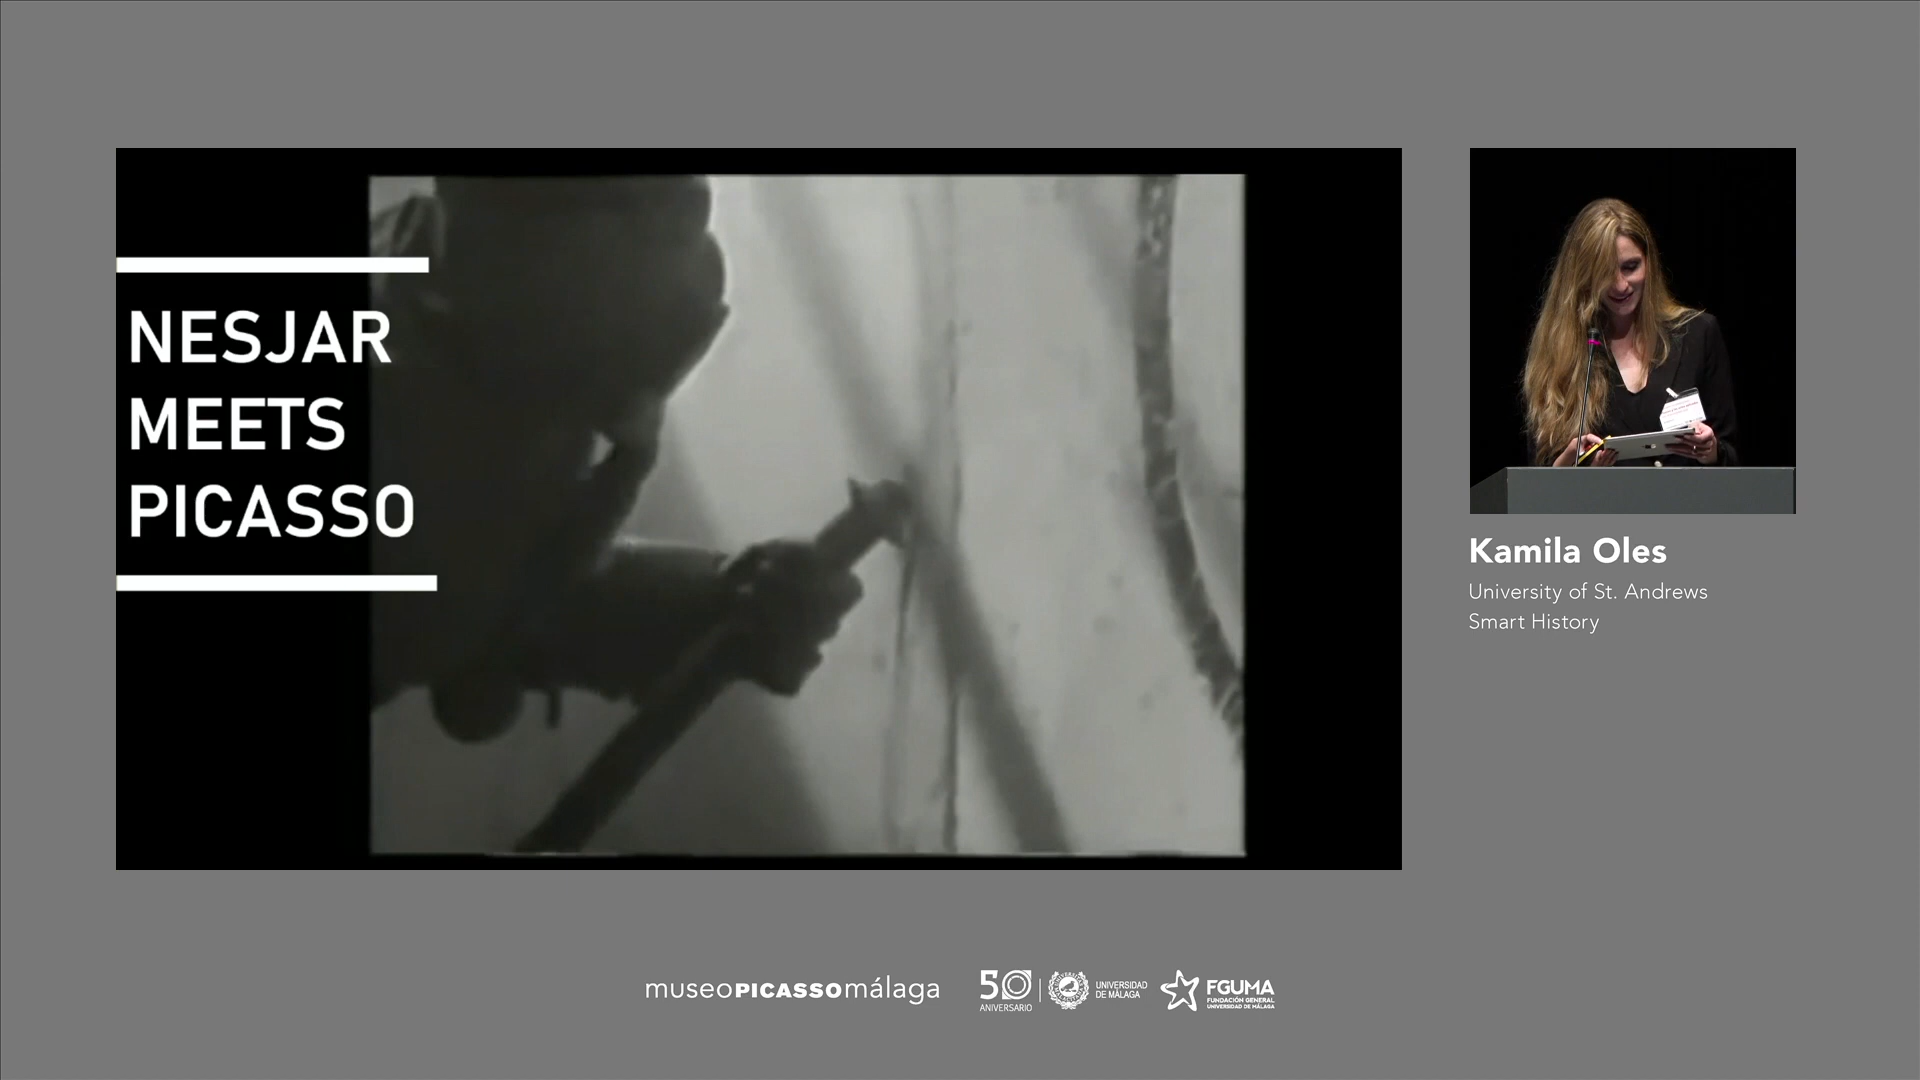 NESJAR
MEETS
PICASSO
Kamila Oles
University of St. Andrews
Smart History
museoPICASSOmálaga
50
ANIVERSARIO
UNIVERSIDAD
DE MÁLAGA
FGUMA
FUNDACIÓN GENERAL
UNIVERSIDAD DE MÁLAGA